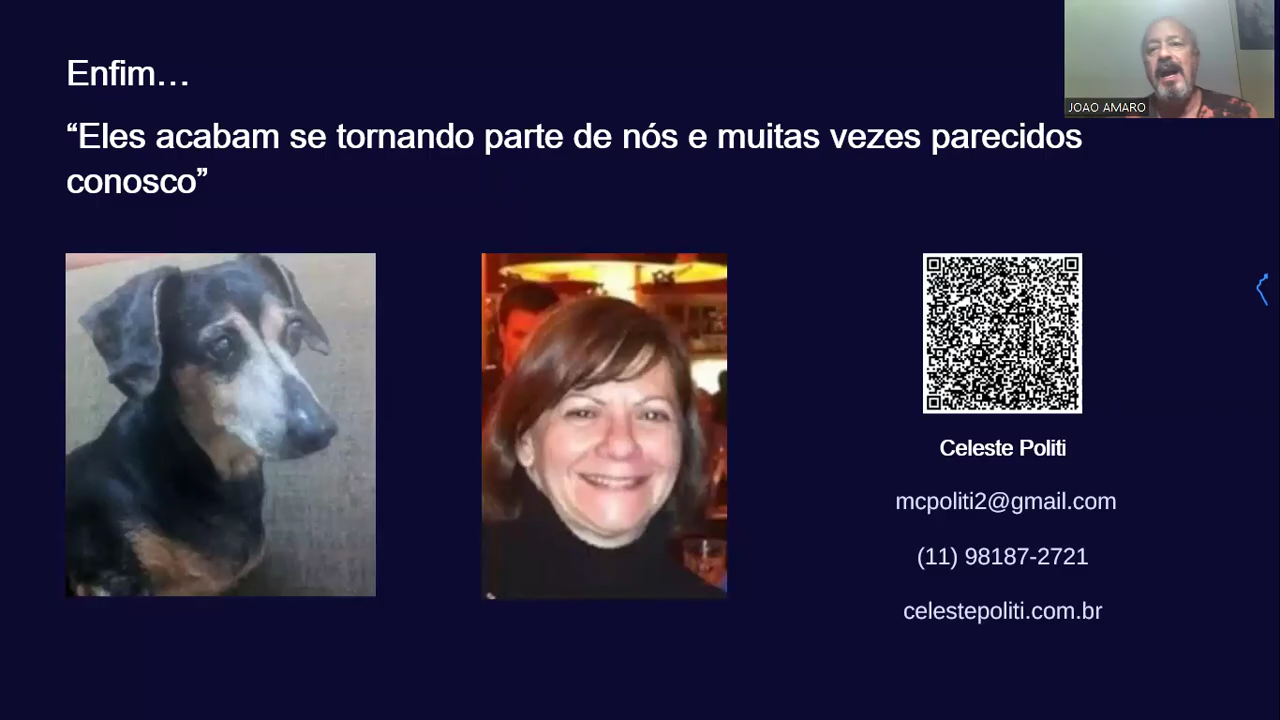 Enfim…
“Eles acabam se tornando parte de nós e muitas vezes parecidos
conosco”
JOAO AMARO
Celeste Politi
mcpoliti2@gmail.com
(11) 98187-2721
celestepoliti.com.br